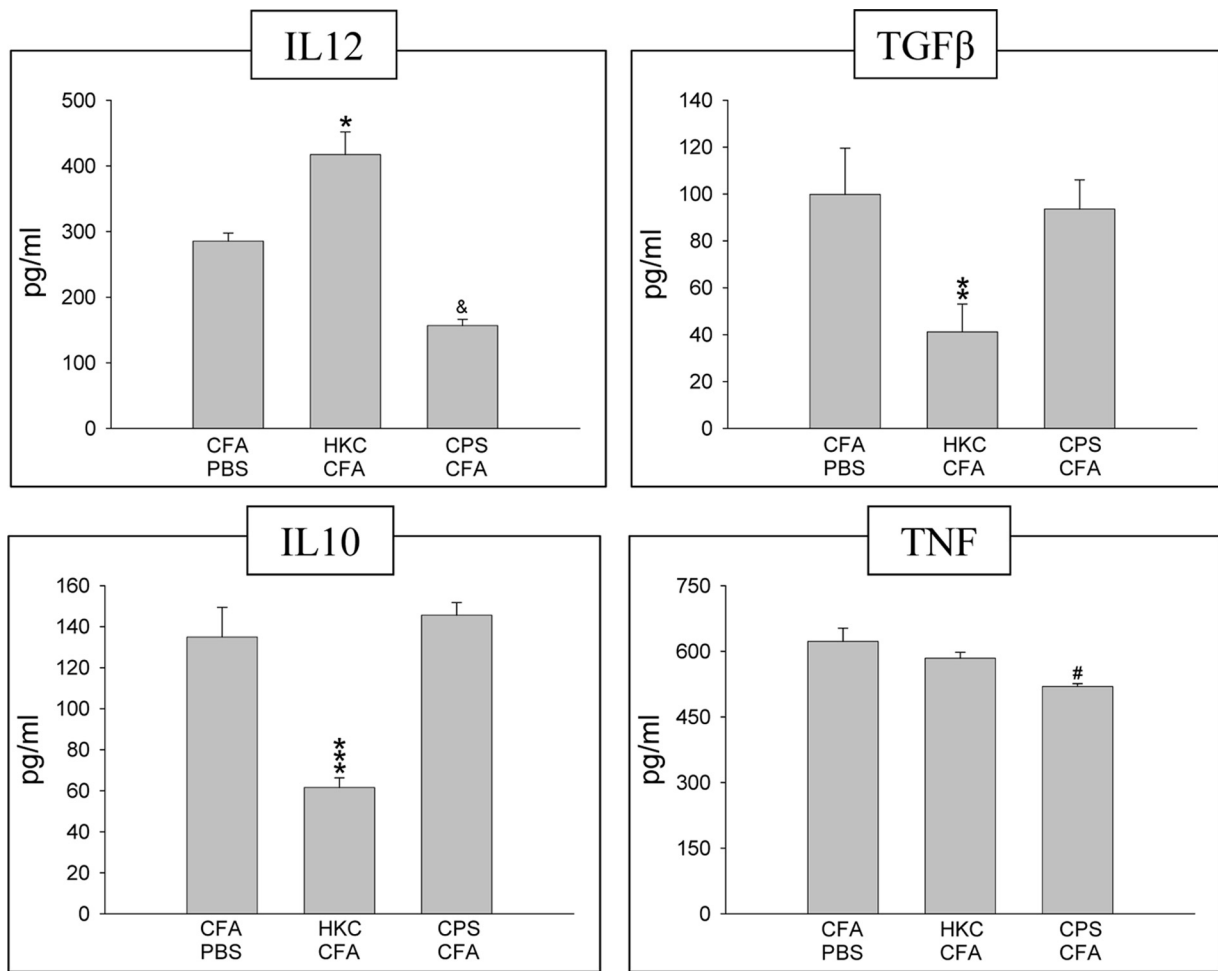 IL12
pg/ml
500
400
300
200
100
0
*
&
CFA HKC CPS
PBS CFA CFA
TGFβ
pg/ml
140
120
100
80
60
40
20
0
**
CFA HKC CPS
PBS CFA CFA
IL10
pg/ml
160
140
120
100
80
60
40
20
0
***
CFA HKC CPS
PBS CFA CFA
TNF
pg/ml
750
600
450
300
150
0
#
CFA HKC CPS
PBS CFA CFA